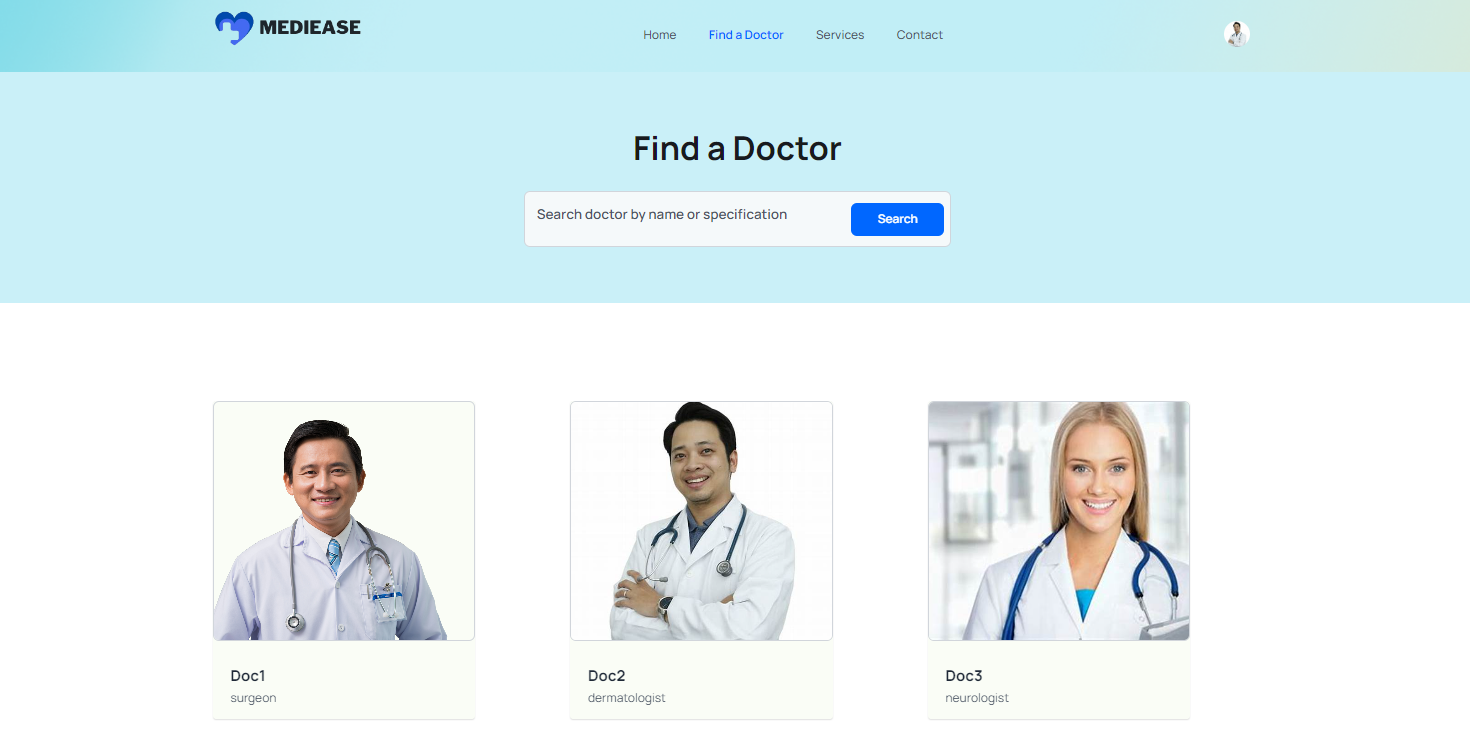 MEDIEASE
Home Find a Doctor Services Contact
Find a Doctor
Search doctor by name or specification Search
Doc1 Doc2 Doc3
surgeon dermatologist neurologist